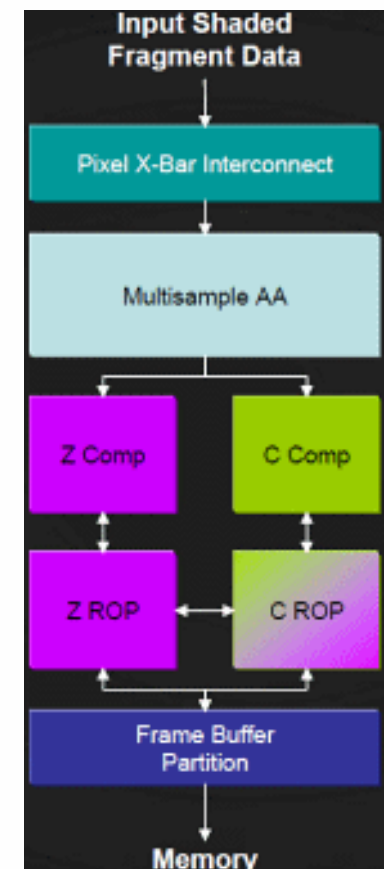 Input Shaded
Fragment Data
Pixel X-Bar Interconnect
Multisample AA
Z Comp
C Comp
Z ROP
C ROP
Frame Buffer
Partition
Memory